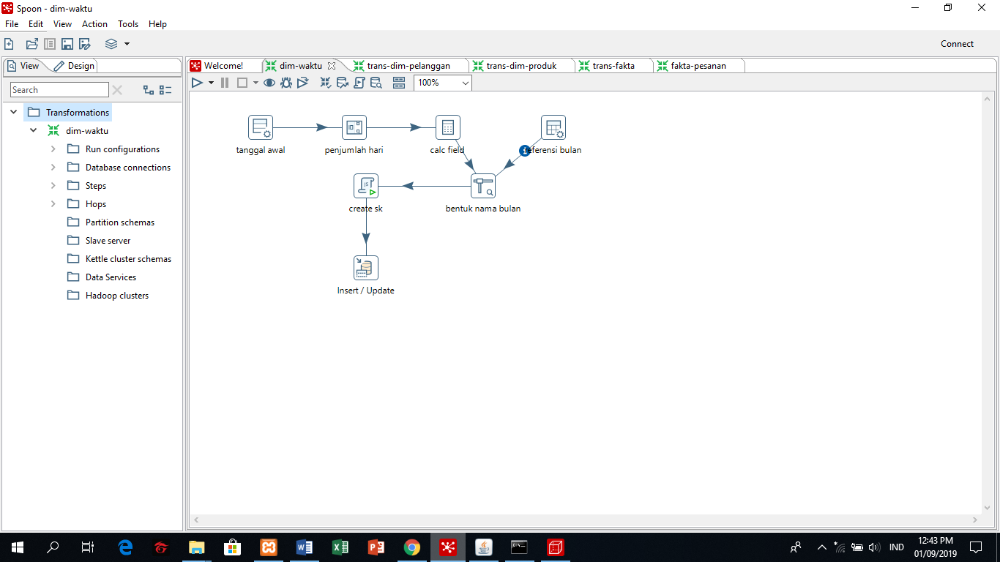 Spoon - dim-waktu
File Edit View Action Tools Help
Connect
View Design
Welcome! dim-waktu trans-dim-pelanggan trans-dim-produk trans-fakta fakta-pesanan
Search
100%
Transformations
dim-waktu
Run configurations
Database connections
Steps
Hops
Partition schemas
Slave server
Kettle cluster schemas
Data Services
Hadoop clusters
tanggal awal penjumlah hari calc field referensi bulan
create sk bentuk nama bulan
Insert / Update
IND
12:43 PM
01/09/2019